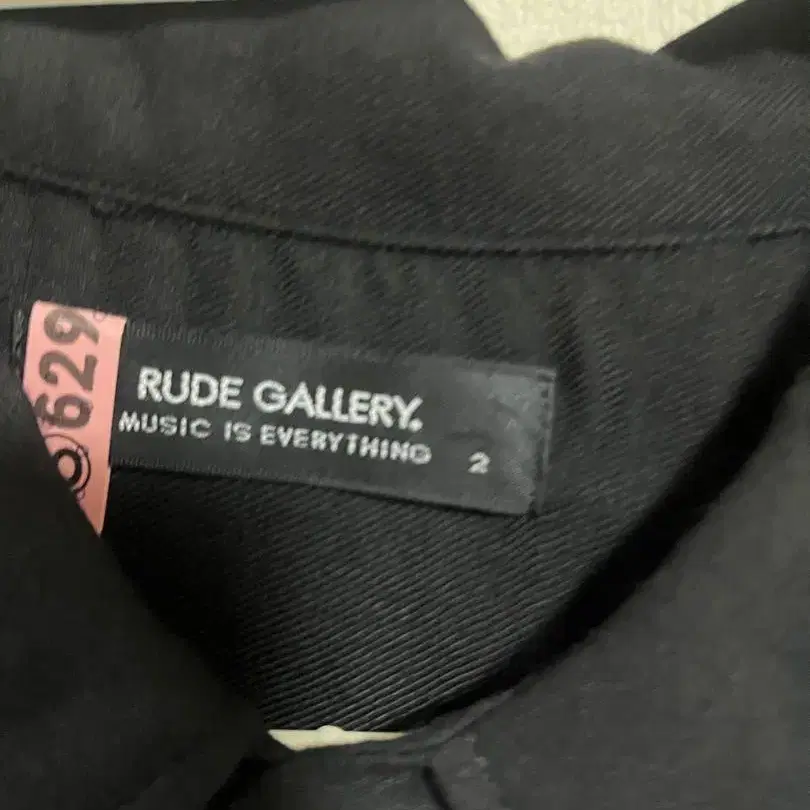 629
RUDE GALLERY.
MUSIC IS EVERYTHING 2